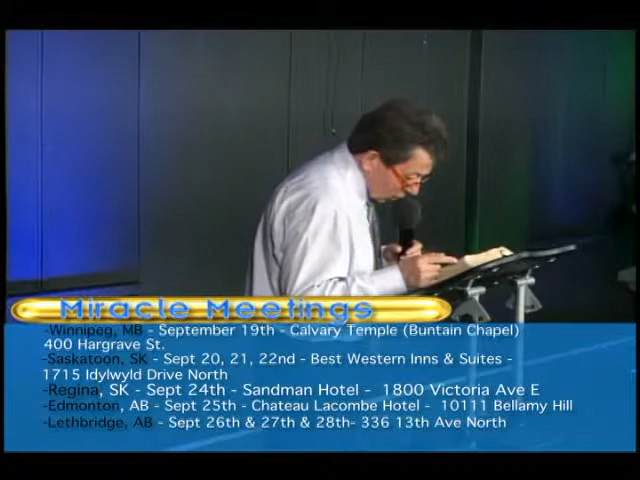 Miracle Meetings
-Winnipeg, MB - September 19th - Calvary Temple (Buntain Chapel)
400 Hargrave St.
-Saskatoon, SK - Sept 20, 21, 22nd - Best Western Inns & Suites -
1715 Idylwyld Drive North
-Regina, SK - Sept 24th - Sandman Hotel - 1800 Victoria Ave E
-Edmonton, AB - Sept 25th - Chateau Lacombe Hotel - 10111 Bellamy Hill
-Lethbridge, AB - Sept 26th & 27th & 28th- 336 13th Ave North